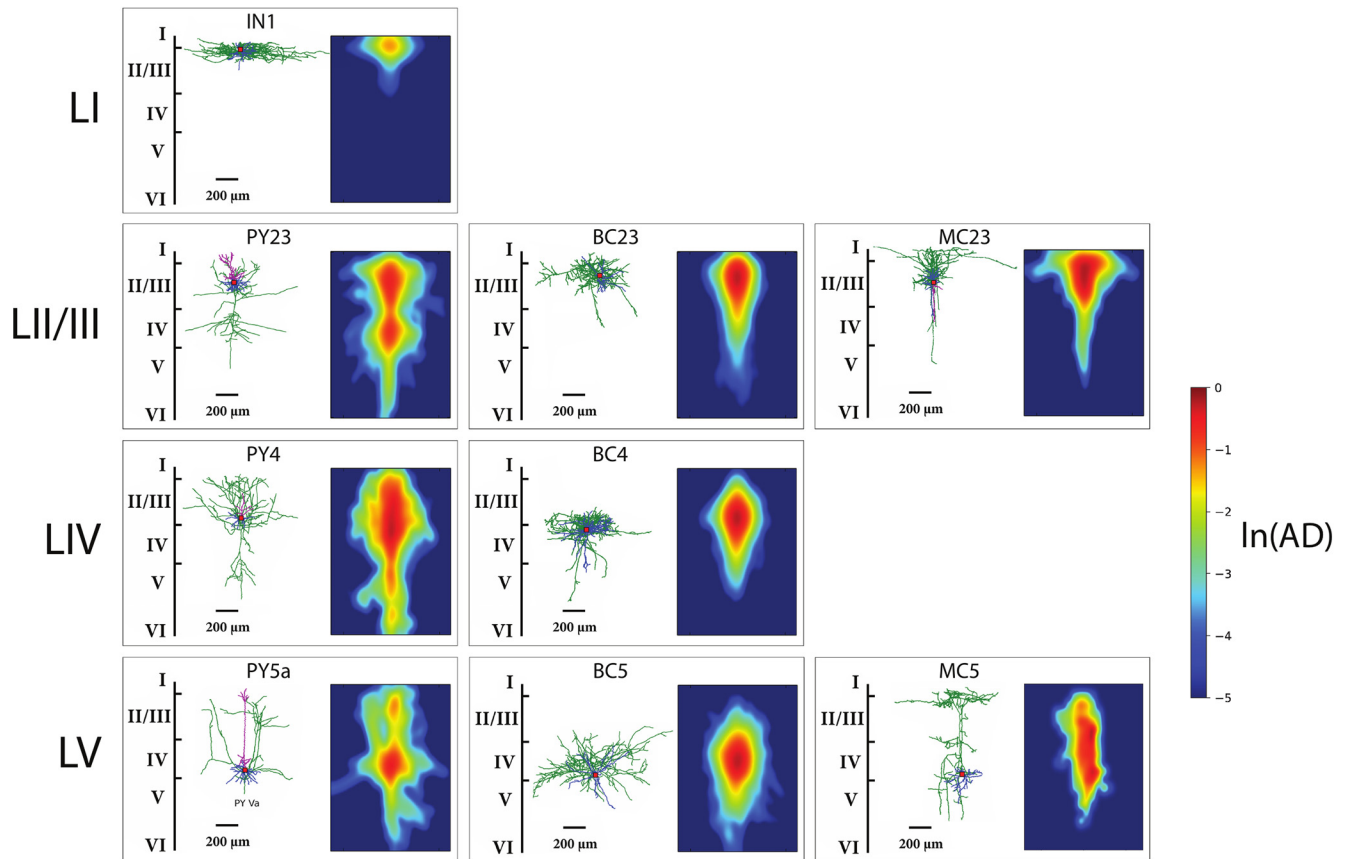 LI
IN1
I
II/III
IV
V
VI
200 µm
LII/III
PY23
I
II/III
IV
V
VI
200 µm
BC23
I
II/III
IV
V
VI
200 µm
MC23
I
II/III
IV
V
VI
200 µm
LIV
PY4
I
II/III
IV
V
VI
200 µm
BC4
I
II/III
IV
V
VI
200 µm
LV
PY5a
I
II/III
IV
V
VI
PY Va
200 µm
BC5
I
II/III
IV
V
VI
200 µm
MC5
I
II/III
IV
V
VI
200 µm
0
−1
−2
−3
−4
−5
ln(AD)